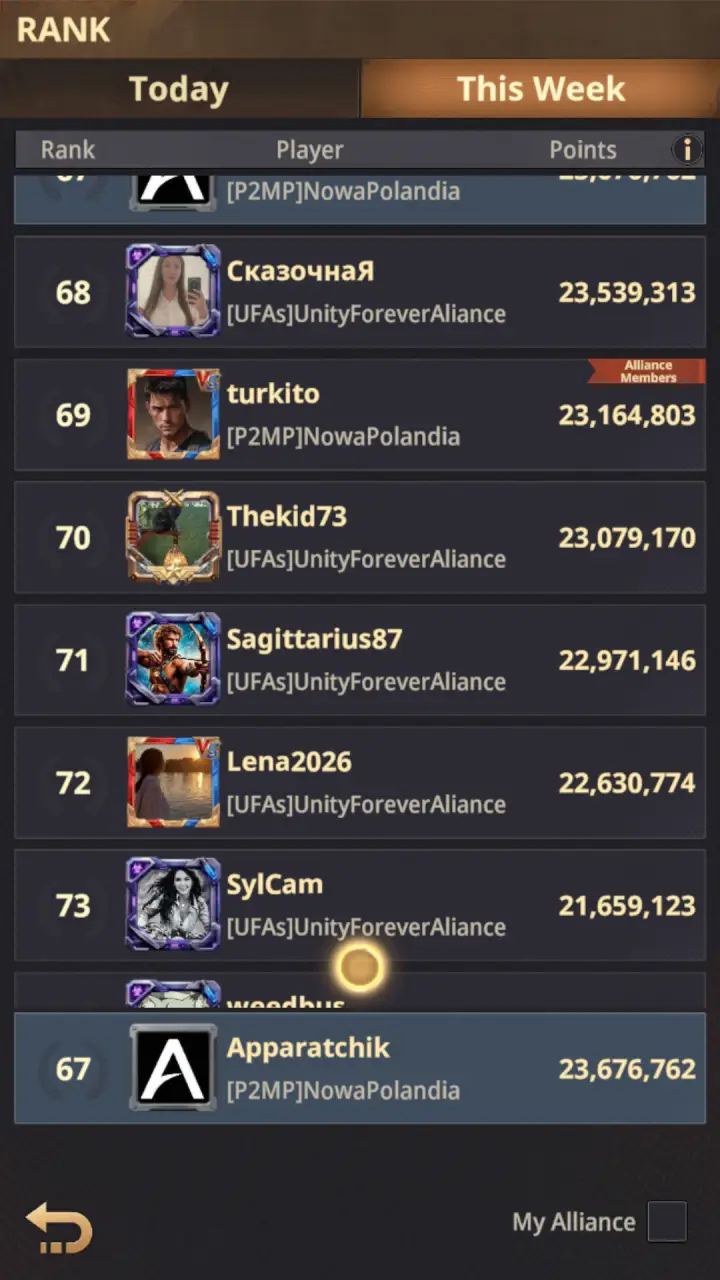 RANK
Today
This Week
Rank
Player
Points
[P2MP]NowaPolandia
68
СказочнаЯ
23,539,313
[UFAs]UnityForeverAliance
Alliance
Members
69
turkito
23,164,803
[P2MP]NowaPolandia
70
Thekid73
23,079,170
[UFAs]UnityForeverAliance
71
Sagittarius87
22,971,146
[UFAs]UnityForeverAliance
72
Lena2026
22,630,774
[UFAs]UnityForeverAliance
73
SylCam
21,659,123
[UFAs]UnityForeverAliance
67
Apparatchik
23,676,762
[P2MP]NowaPolandia
My Alliance